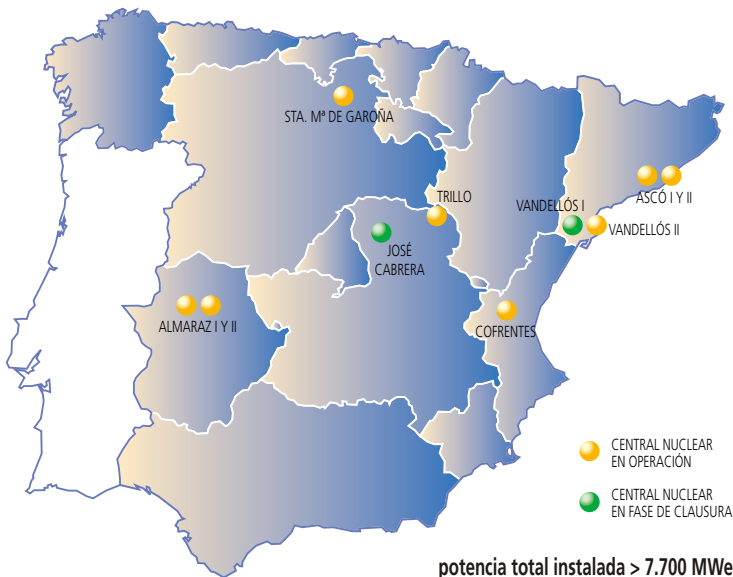 STA. Mª DE GAROÑA
TRILLO
VANDELLÓS I
ASCÓ I Y II
VANDELLÓS II
JOSÉ
CABRERA
ALMARAZ I Y II
COFRENTES
CENTRAL NUCLEAR
EN OPERACIÓN
CENTRAL NUCLEAR
EN FASE DE CLAUSURA
potencia total instalada > 7.700 MWe